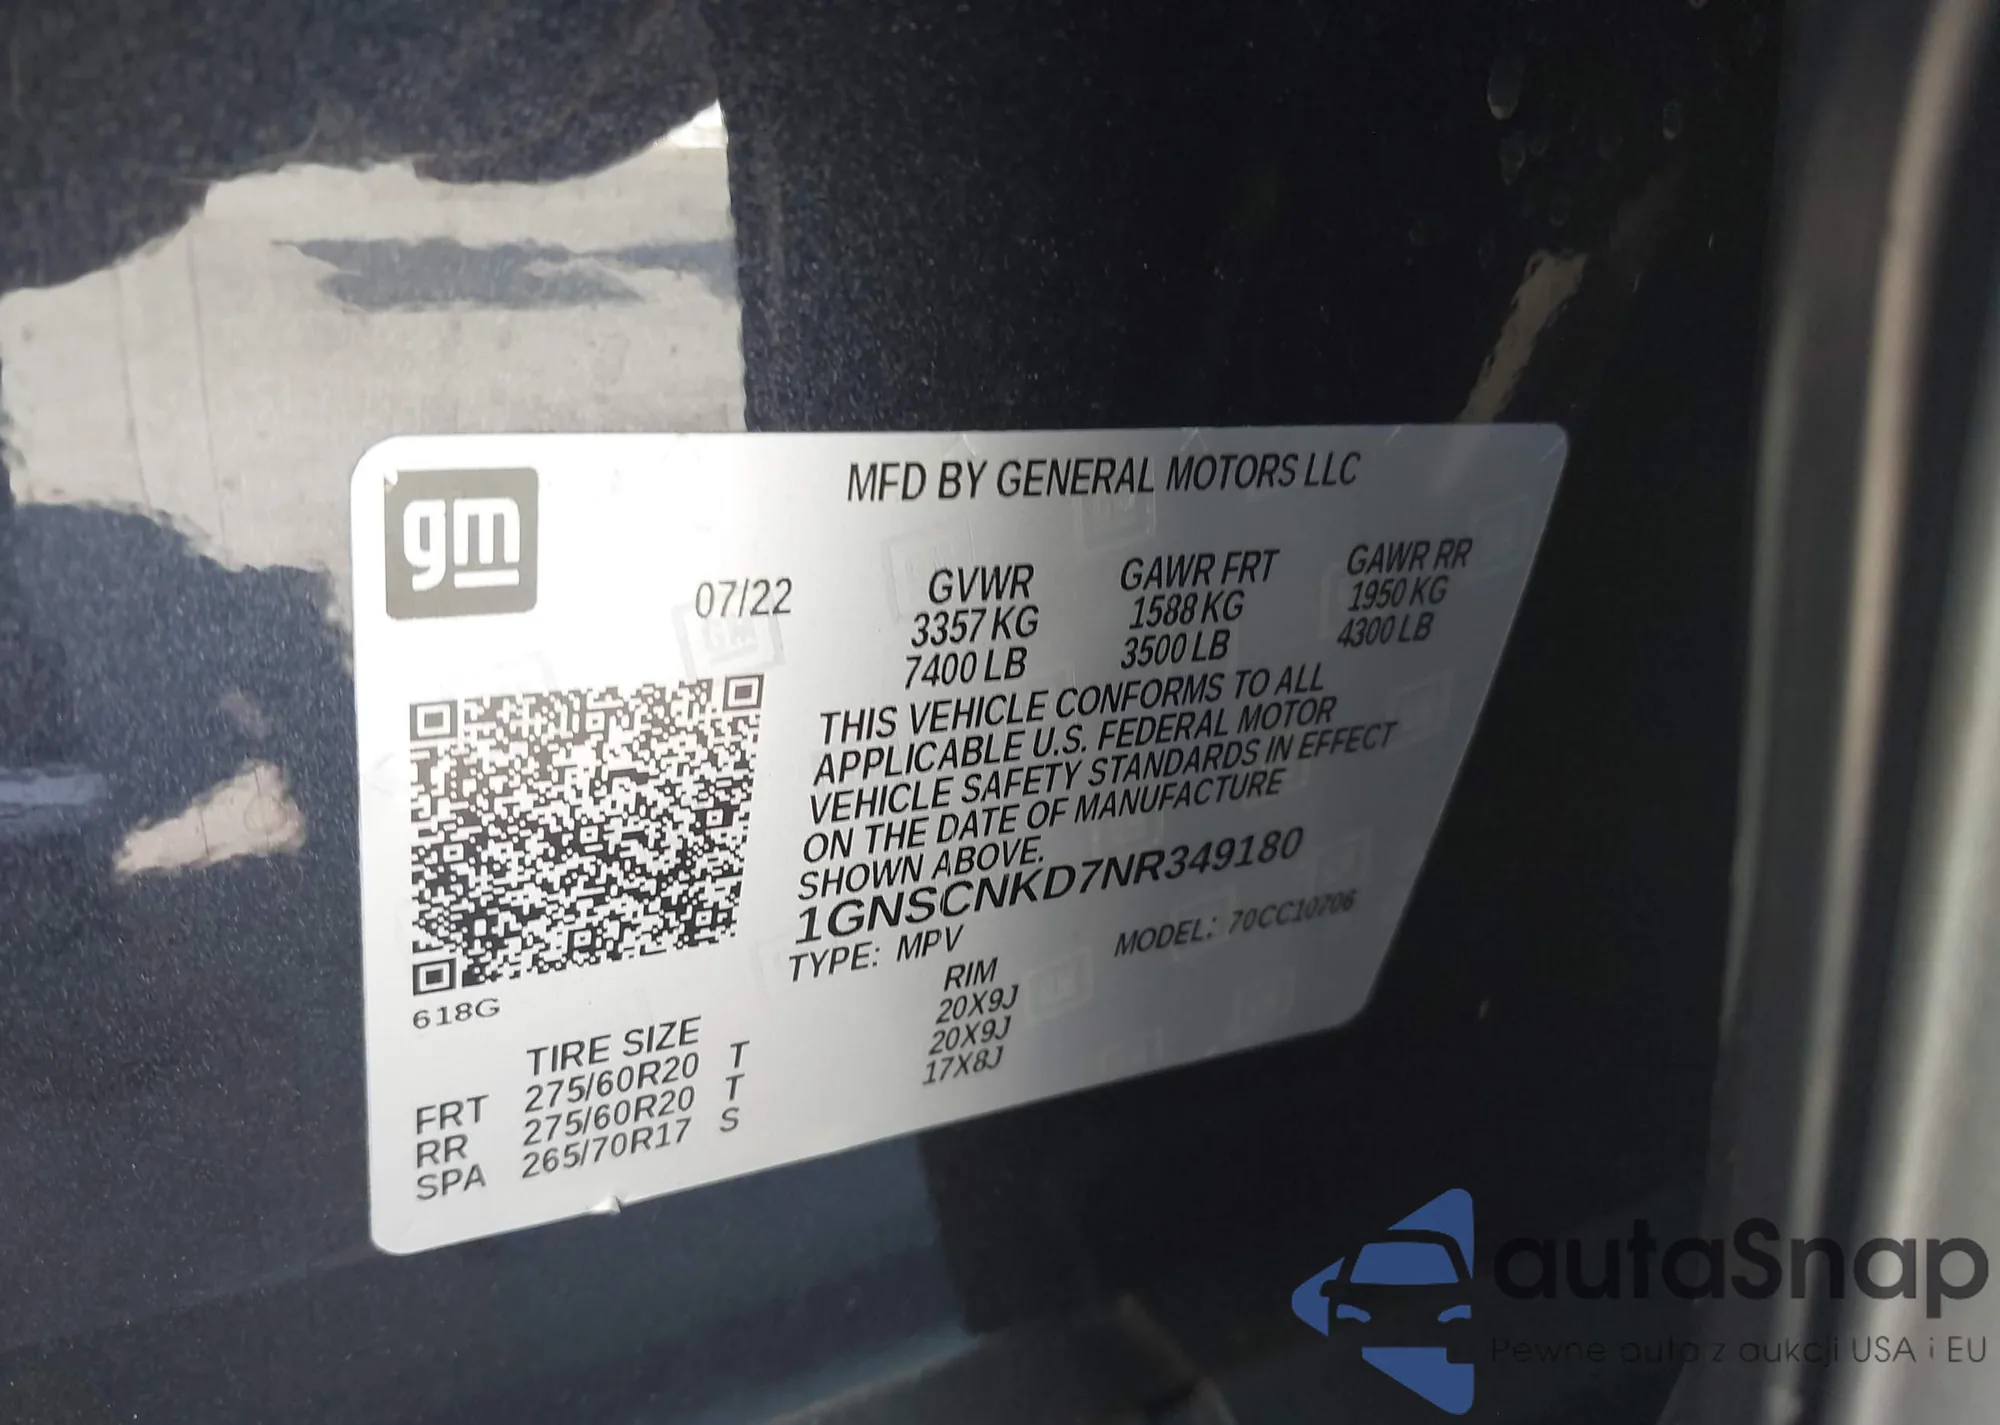 gm
MFD BY GENERAL MOTORS LLC
07/22
GVWR
3357 KG
7400 LB
GAWR FRT
1588 KG
3500 LB
GAWR RR
1950 KG
4300 LB
THIS VEHICLE CONFORMS TO ALL
APPLICABLE U.S. FEDERAL MOTOR
VEHICLE SAFETY STANDARDS IN EFFECT
ON THE DATE OF MANUFACTURE
SHOWN ABOVE.
1GNSCNKD7NR349180
TYPE: MPV
MODEL: 70CC10706
618G
TIRE SIZE
RIM
FRT 275/60R20 T 20X9J
RR 275/60R20 T 20X9J
SPA 265/70R17 S 17X8J
autaSnap
Pewne auta z aukcji USA i EU